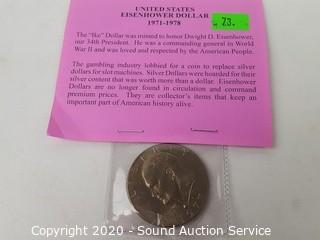 UNITED STATES
EISENHOWER DOLLAR
1971-1978
73.
The "Ike" Dollar was minted to honor Dwight D. Eisenhower,
our 34th President. He was a commanding general in World
War II and was loved and respected by the American People.
The gambling industry lobbied for a coin to replace silver
dollars for slot machines. Silver Dollars were hoarded for their
silver content that was worth more than a dollar. Eisenhower
Dollars are no longer found in circulation and command
premium prices. They are collector's items that keep an
important part of American history alive.
Copyright 2020 - Sound Auction Service